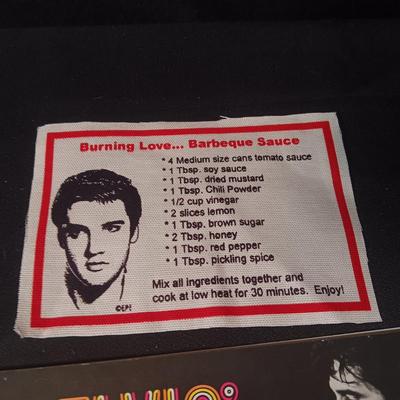 Burning Love... Barbeque Sauce
* 4 Medium size cans tomato sauce
* 1 Tbsp. soy sauce
* 1 Tbsp. dried mustard
* 1 Tbsp. Chili Powder
* 1/2 cup vinegar
* 2 slices lemon
* 1 Tbsp. brown sugar
* 2 Tbsp. honey
* 1 Tbsp. red pepper
* 1 Tbsp. pickling spice
Mix all ingredients together and
cook at low heat for 30 minutes. Enjoy!
©EPE